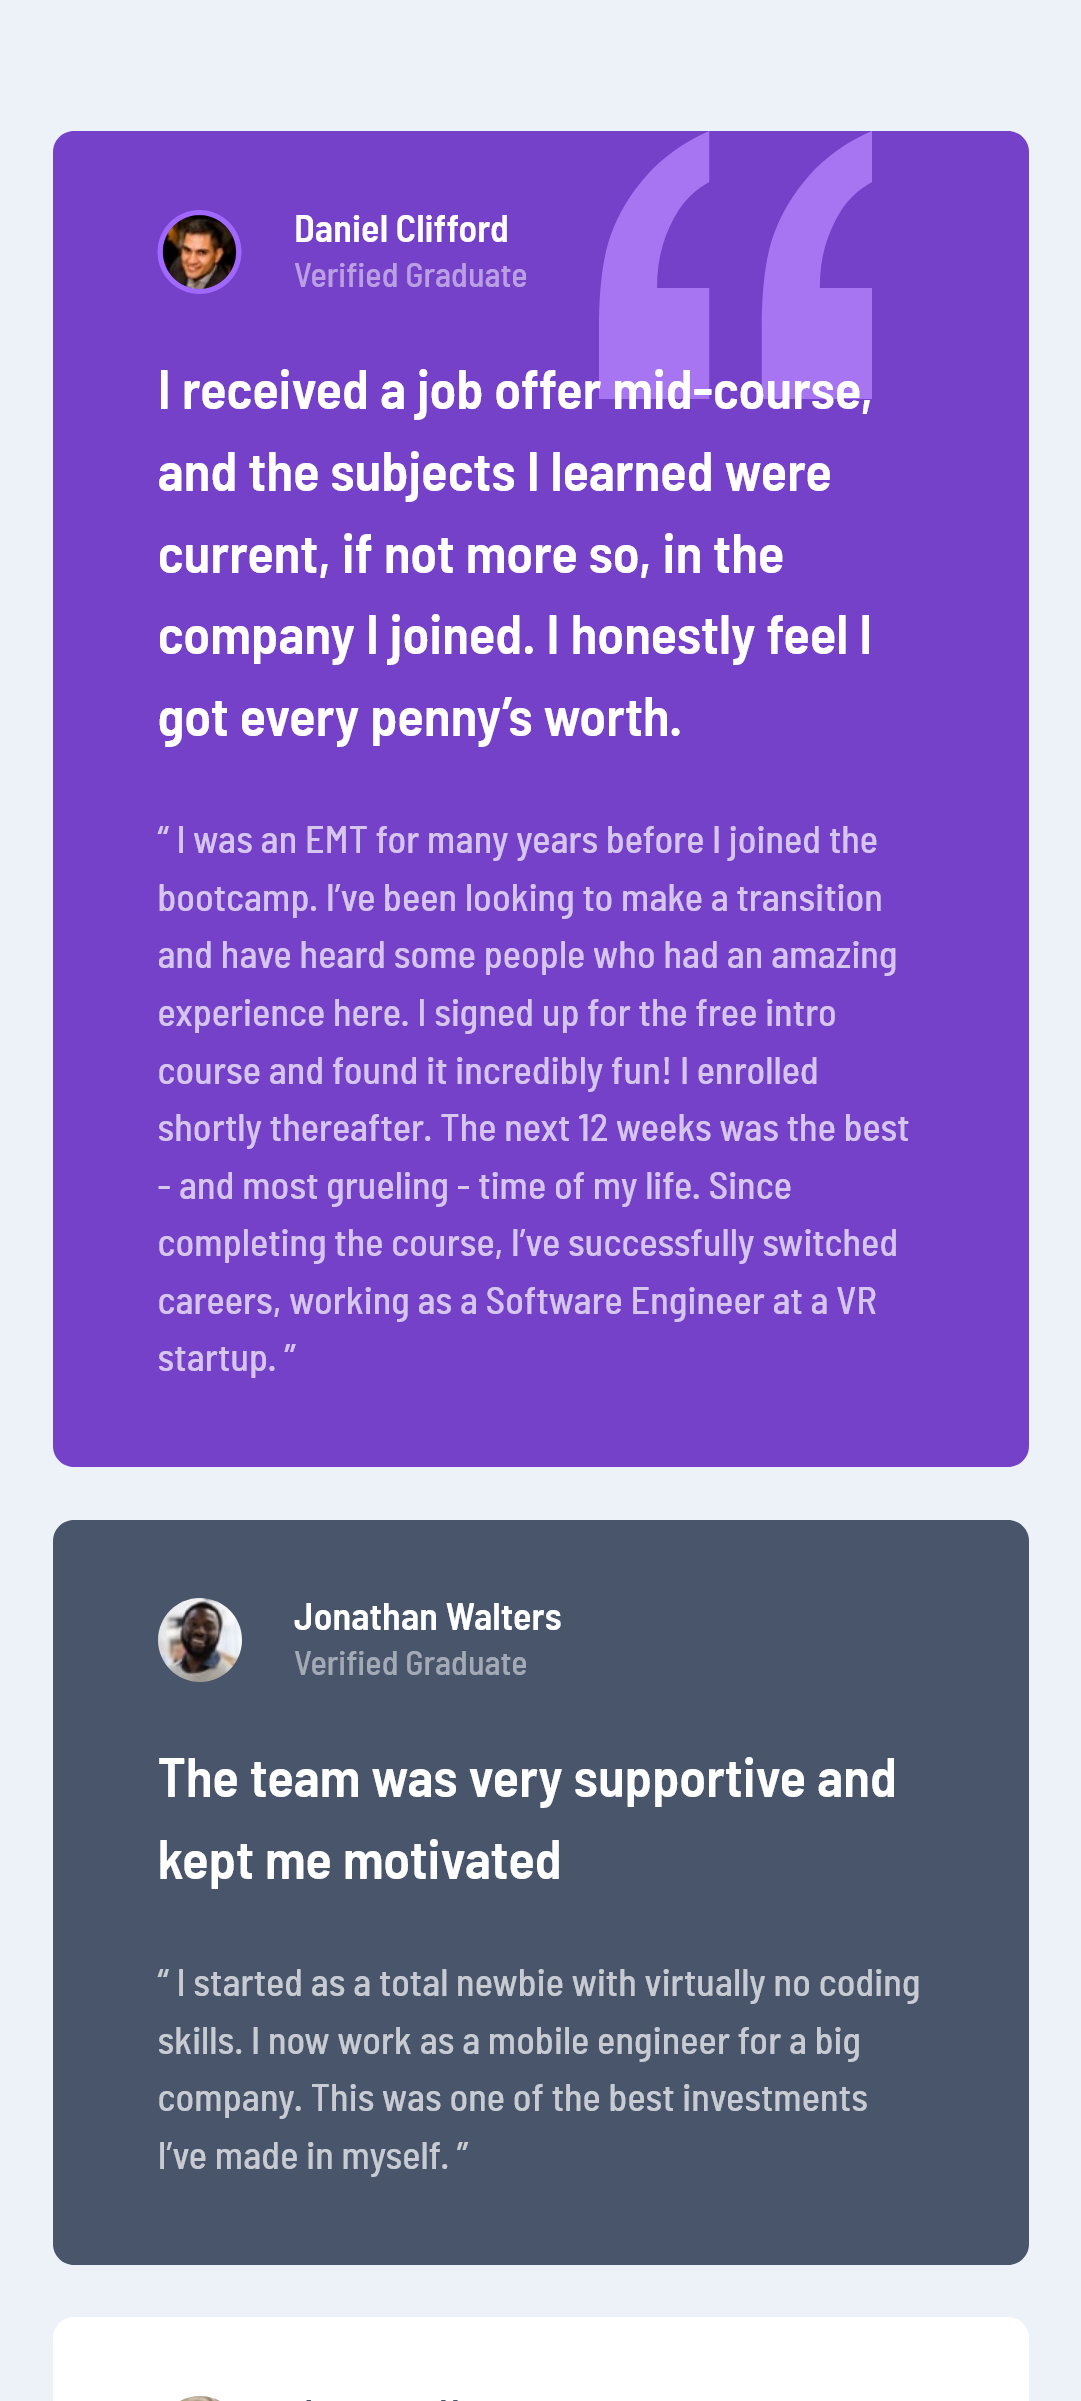 Daniel Clifford
Verified Graduate
I received a job offer mid-course,
and the subjects I learned were
current, if not more so, in the
company I joined. I honestly feel I
got every penny’s worth.
“ I was an EMT for many years before I joined the
bootcamp. I’ve been looking to make a transition
and have heard some people who had an amazing
experience here. I signed up for the free intro
course and found it incredibly fun! I enrolled
shortly thereafter. The next 12 weeks was the best
- and most grueling - time of my life. Since
completing the course, I’ve successfully switched
careers, working as a Software Engineer at a VR
startup. ”
Jonathan Walters
Verified Graduate
The team was very supportive and
kept me motivated
“ I started as a total newbie with virtually no coding
skills. I now work as a mobile engineer for a big
company. This was one of the best investments
I’ve made in myself. ”